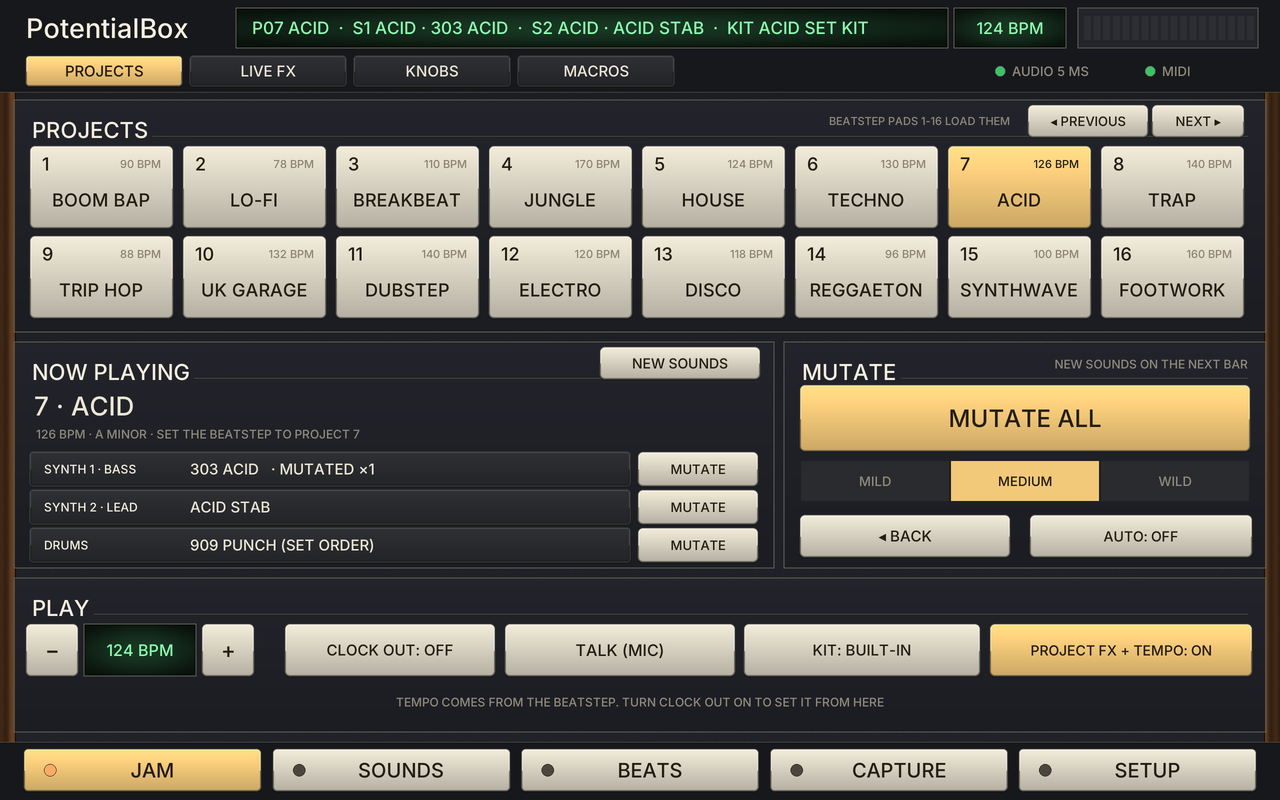 PotentialBox
P07 ACID · S1 ACID · 303 ACID · S2 ACID · ACID STAB · KIT ACID SET KIT
124 BPM
PROJECTS
LIVE FX
KNOBS
MACROS
AUDIO 5 MS
MIDI
PROJECTS
BEATSTEP PADS 1-16 LOAD THEM
◂ PREVIOUS
NEXT ▸
1 90 BPM
BOOM BAP
2 78 BPM
LO-FI
3 110 BPM
BREAKBEAT
4 170 BPM
JUNGLE
5 124 BPM
HOUSE
6 130 BPM
TECHNO
7 126 BPM
ACID
8 140 BPM
TRAP
9 88 BPM
TRIP HOP
10 132 BPM
UK GARAGE
11 140 BPM
DUBSTEP
12 120 BPM
ELECTRO
13 118 BPM
DISCO
14 96 BPM
REGGAETON
15 100 BPM
SYNTHWAVE
16 160 BPM
FOOTWORK
NOW PLAYING
NEW SOUNDS
7 · ACID
126 BPM · A MINOR · SET THE BEATSTEP TO PROJECT 7
SYNTH 1 · BASS 303 ACID · MUTATED ×1 MUTATE
SYNTH 2 · LEAD ACID STAB MUTATE
DRUMS 909 PUNCH (SET ORDER) MUTATE
MUTATE
NEW SOUNDS ON THE NEXT BAR
MUTATE ALL
MILD
MEDIUM
WILD
◂ BACK
AUTO: OFF
PLAY
−
124 BPM
+
CLOCK OUT: OFF
TALK (MIC)
KIT: BUILT-IN
PROJECT FX + TEMPO: ON
TEMPO COMES FROM THE BEATSTEP. TURN CLOCK OUT ON TO SET IT FROM HERE
JAM
SOUNDS
BEATS
CAPTURE
SETUP